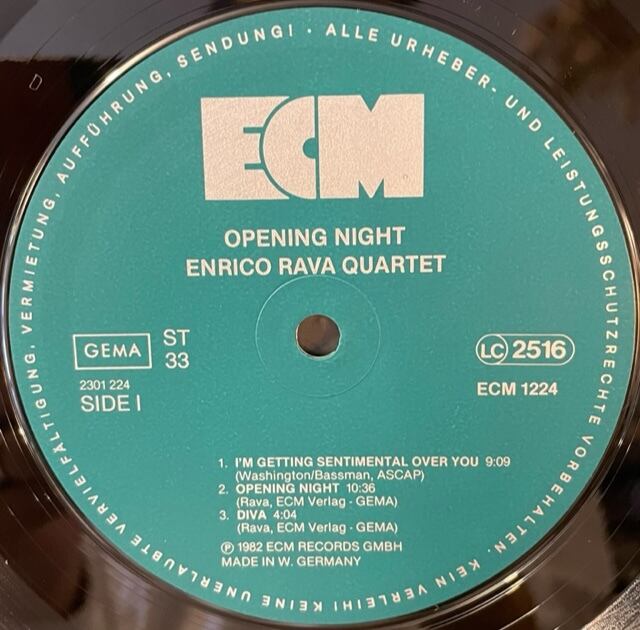 ALLE URHEBER- UND LEISTUNGSSCHUTZRECHTE VORBEHALTEN. KEIN VERLEIH! KEINE UNERLAUBTE VERVIELFÄLTIGUNG, VERMIETUNG, AUFFÜHRUNG, SENDUNG! ·
ECM
OPENING NIGHT
ENRICO RAVA QUARTET
GEMA
ST
33
2301 224
SIDE I
LC 2516
ECM 1224
1. I'M GETTING SENTIMENTAL OVER YOU 9:09
(Washington/Bassman, ASCAP)
2. OPENING NIGHT 10:36
(Rava, ECM Verlag - GEMA)
3. DIVA 4:04
(Rava, ECM Verlag - GEMA)
℗ 1982 ECM RECORDS GMBH
MADE IN W. GERMANY